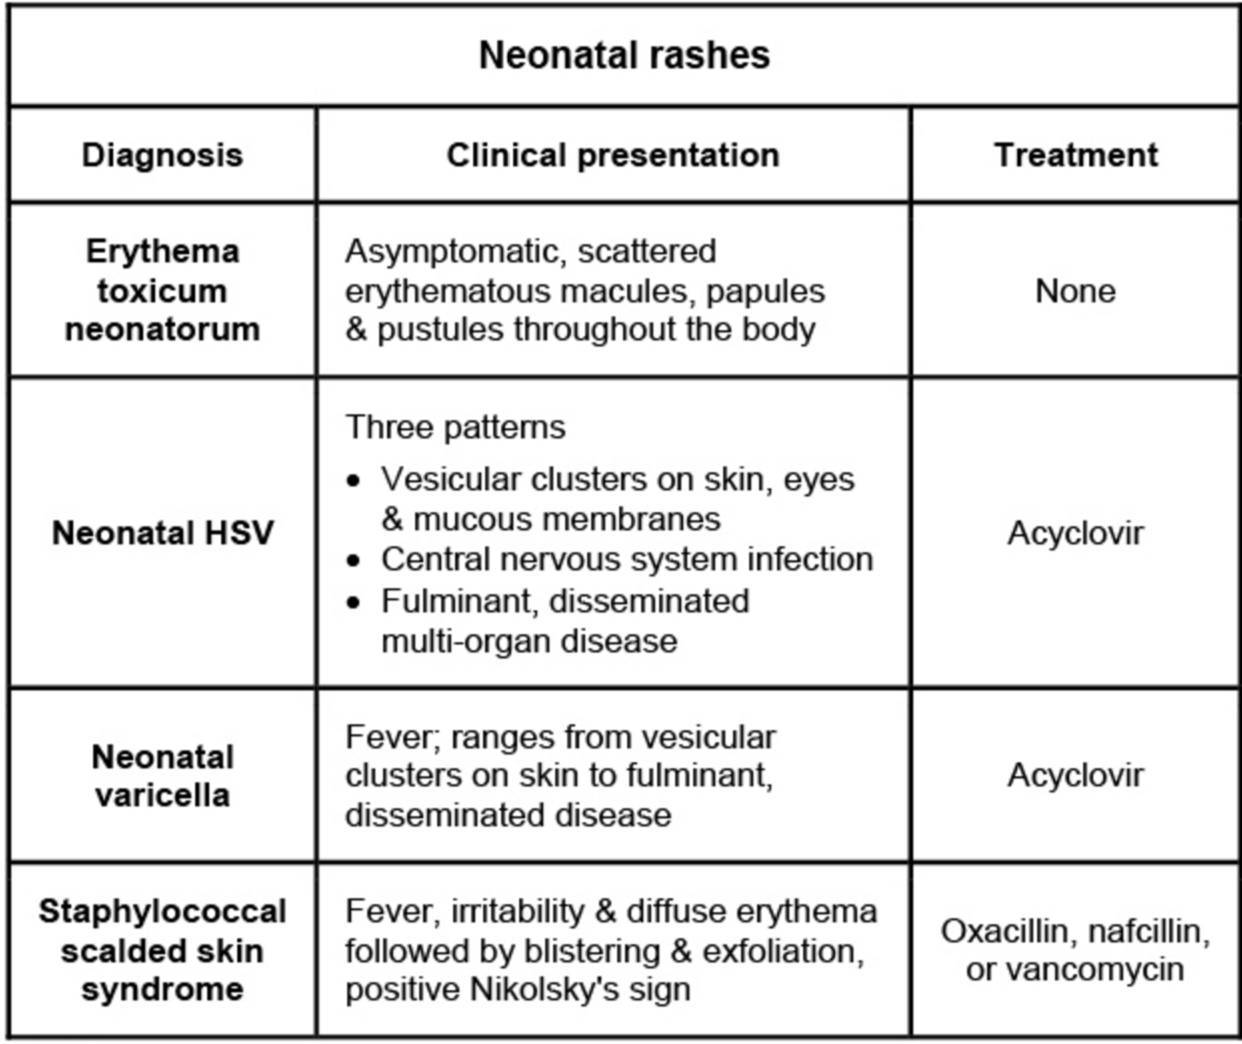 Neonatal rashes
Diagnosis
Clinical presentation
Treatment
Erythema
toxicum
neonatorum
Asymptomatic, scattered
erythematous macules, papules
& pustules throughout the body
None
Neonatal HSV
Three patterns
• Vesicular clusters on skin, eyes
& mucous membranes
• Central nervous system infection
• Fulminant, disseminated
multi-organ disease
Acyclovir
Neonatal
varicella
Fever; ranges from vesicular
clusters on skin to fulminant,
disseminated disease
Acyclovir
Staphylococcal
scalded skin
syndrome
Fever, irritability & diffuse erythema
followed by blistering & exfoliation,
positive Nikolsky's sign
Oxacillin, nafcillin,
or vancomycin